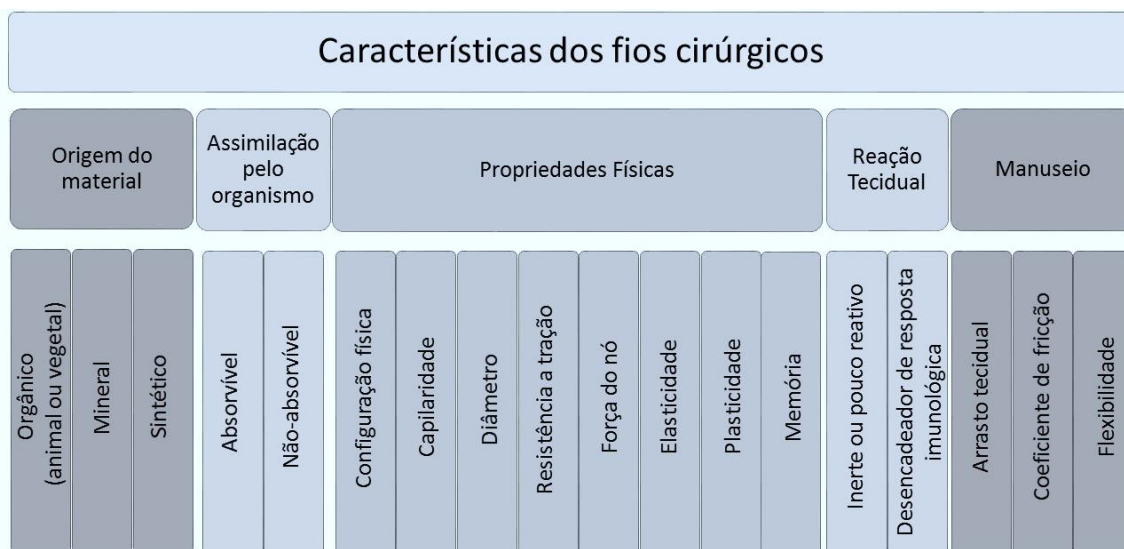 Características dos fios cirúrgicos
Origem do
material
Assimilação
pelo
organismo
Propriedades Físicas
Reação
Tecidual
Manuseio
Orgânico
(animal ou vegetal)
Mineral
Sintético
Absorvível
Não-absorvível
Configuração física
Capilaridade
Diâmetro
Resistência a tração
Força do nó
Elasticidade
Plasticidade
Memória
Inerte ou pouco reativo
Desencadeador de resposta
imunológica
Arrasto tecidual
Coeficiente de fricção
Flexibilidade